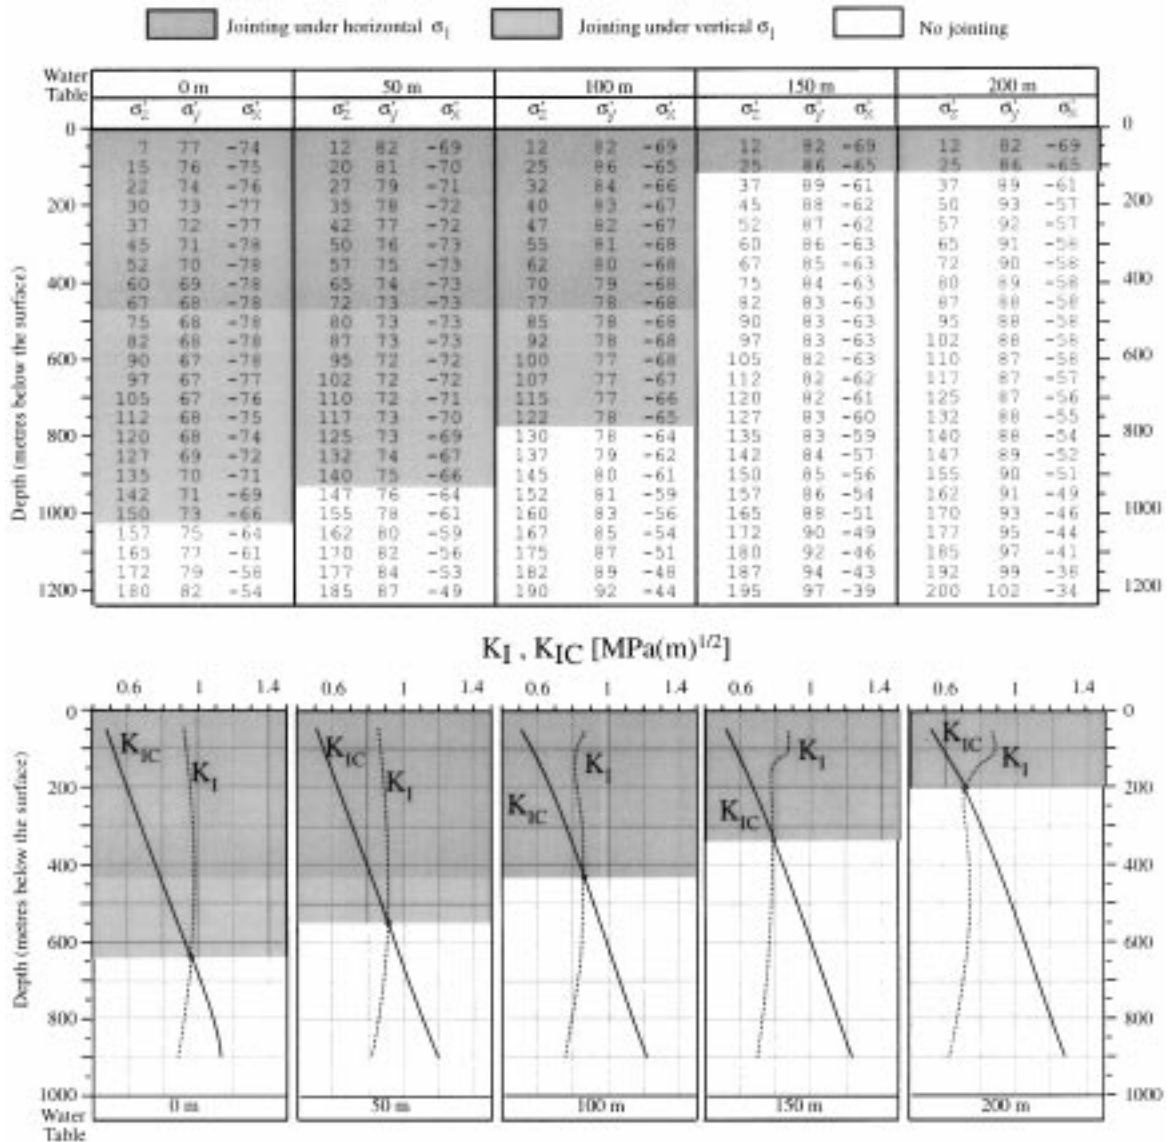 Jointing under horizontal σ1 Jointing under vertical σ1 No jointing
Water Table 0 m 50 m 100 m 150 m 200 m
σ'z σ'y σ'x σ'z σ'y σ'x σ'z σ'y σ'x σ'z σ'y σ'x σ'z σ'y σ'x
0 0
7 77 -74 12 82 -69 12 82 -69 12 82 -69 12 82 -69
15 76 -75 20 81 -70 25 86 -65 25 86 -65 25 86 -65
22 74 -76 27 79 -71 32 84 -66 37 89 -61 37 89 -61
200 30 73 -77 35 78 -72 40 83 -67 45 88 -62 50 93 -57 200
37 72 -77 42 77 -72 47 82 -67 52 87 -62 57 92 -57
45 71 -78 50 76 -73 55 81 -68 60 86 -63 65 91 -58
52 70 -78 57 75 -73 62 80 -68 67 85 -63 72 90 -58
400 60 69 -78 65 74 -73 70 79 -68 75 84 -63 80 89 -58 400
67 68 -78 72 73 -73 77 78 -68 82 83 -63 87 88 -58
75 68 -78 80 73 -73 85 78 -68 90 83 -63 95 88 -58
82 68 -78 87 73 -73 92 78 -68 97 83 -63 102 88 -58
600 90 67 -78 95 72 -72 100 77 -68 105 82 -63 110 87 -58 600
97 67 -77 102 72 -72 107 77 -67 112 82 -62 117 87 -57
105 67 -76 110 72 -71 115 77 -66 120 82 -61 125 87 -56
112 68 -75 117 73 -70 122 78 -65 127 83 -60 132 88 -55
800 120 68 -74 125 73 -69 130 78 -64 135 83 -59 140 88 -54 800
127 69 -72 132 74 -67 137 79 -62 142 84 -57 147 89 -52
135 70 -71 140 75 -66 145 80 -61 150 85 -56 155 90 -51
142 71 -69 147 76 -64 152 81 -59 157 86 -54 162 91 -49
1000 150 73 -66 155 78 -61 160 83 -56 165 88 -51 170 93 -46 1000
157 75 -64 162 80 -59 167 85 -54 172 90 -49 177 95 -44
165 77 -61 170 82 -56 175 87 -51 180 92 -46 185 97 -41
172 79 -58 177 84 -53 182 89 -48 187 94 -43 192 99 -38
1200 180 82 -54 185 87 -49 190 92 -44 195 97 -39 200 102 -34 1200
Depth (metres below the surface)
KI , KIC [MPa(m)1/2]
0.6 1 1.4 0.6 1 1.4 0.6 1 1.4 0.6 1 1.4 0.6 1 1.4
0 0
KIC KI KIC KI KIC KI KIC KI KIC KI
200 200
400 400
600 600
800 800
1000 1000
Depth (metres below the surface)
Water Table 0 m 50 m 100 m 150 m 200 m